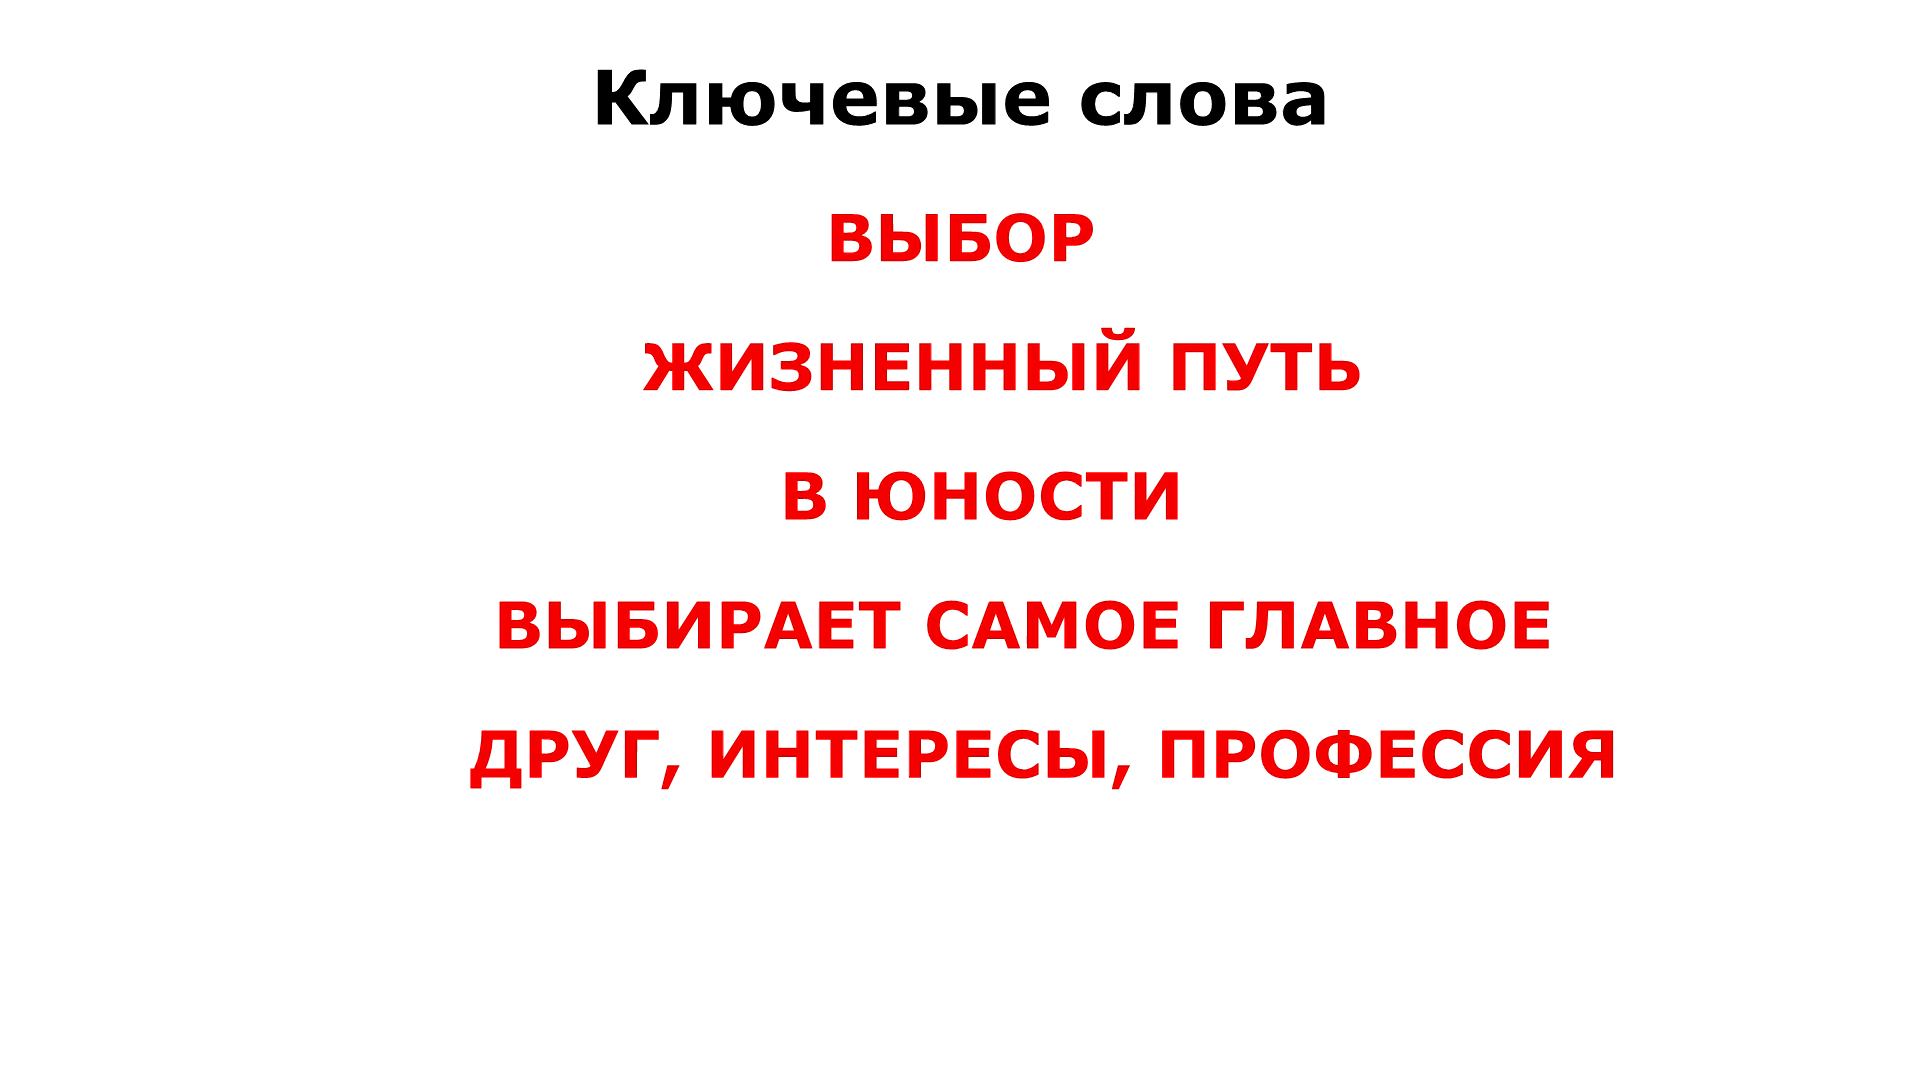 Ключевые слова
ВЫБОР
ЖИЗНЕННЫЙ ПУТЬ
В ЮНОСТИ
ВЫБИРАЕТ САМОЕ ГЛАВНОЕ
ДРУГ, ИНТЕРЕСЫ, ПРОФЕССИЯ